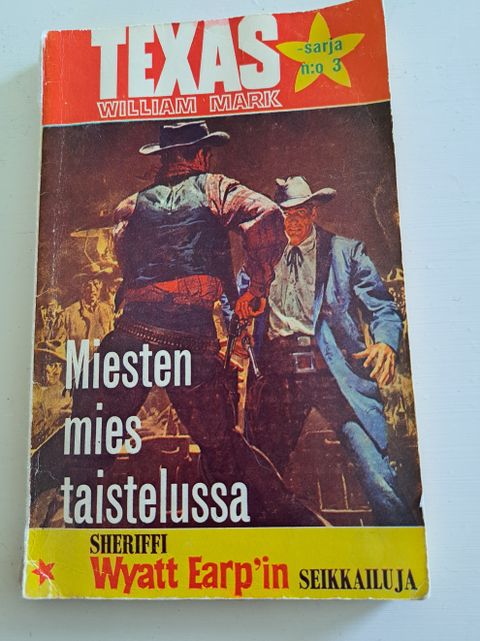 TEXAS
-sarja
n:o 3
WILLIAM MARK
Miesten
mies
taistelussa
SHERIFFI
Wyatt Earp'in SEIKKAILUJA